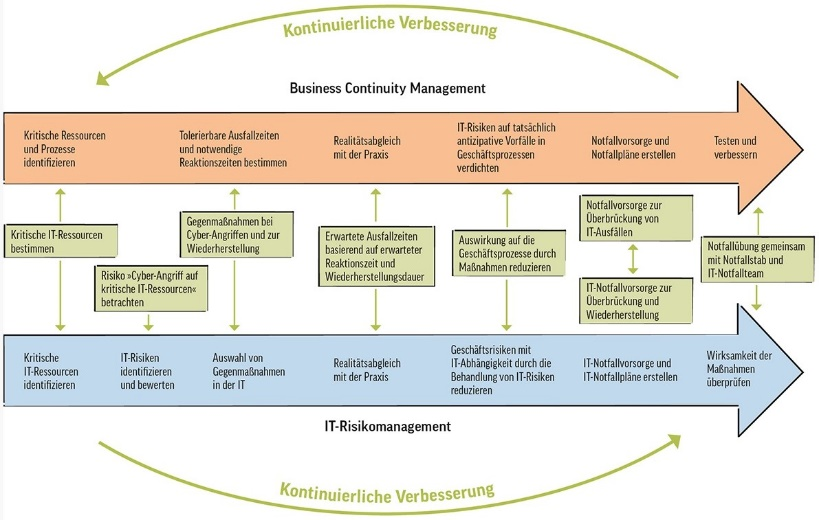 Kontinuierliche Verbesserung
Business Continuity Management
Kritische Ressourcen
und Prozesse
identifizieren
Tolerierbare Ausfallzeiten
und notwendige
Reaktionszeiten bestimmen
Realitätsabgleich
mit der Praxis
IT-Risiken auf tatsächlich
antizipative Vorfälle in
Geschäftsprozessen
verdichten
Notfallvorsorge und
Notfallpläne erstellen
Testen und
verbessern
Kritische IT-Ressourcen
bestimmen
Risiko »Cyber-Angriff auf
kritische IT-Ressourcen«
betrachten
Gegenmaßnahmen bei
Cyber-Angriffen und zur
Wiederherstellung
Erwartete Ausfallzeiten
basierend auf erwarteter
Reaktionszeit und
Wiederherstellungsdauer
Auswirkung auf die
Geschäftsprozesse durch
Maßnahmen reduzieren
Notfallvorsorge zur
Überbrückung von
IT-Ausfällen
IT-Notfallvorsorge zur
Überbrückung und
Wiederherstellung
Notfallübung gemeinsam
mit Notfallstab und
IT-Notfallteam
Kritische
IT-Ressourcen
identifizieren
IT-Risiken
identifizieren
und bewerten
Auswahl von
Gegenmaßnahmen
in der IT
Realitätsabgleich
mit der Praxis
Geschäftsrisiken mit
IT-Abhängigkeit durch die
Behandlung von IT-Risiken
reduzieren
IT-Notfallvorsorge und
IT-Notfallpläne erstellen
Wirksamkeit der
Maßnahmen
überprüfen
IT-Risikomanagement
Kontinuierliche Verbesserung